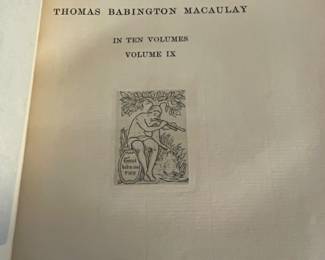 THOMAS BABINGTON MACAULAY
IN TEN VOLUMES
VOLUME IX